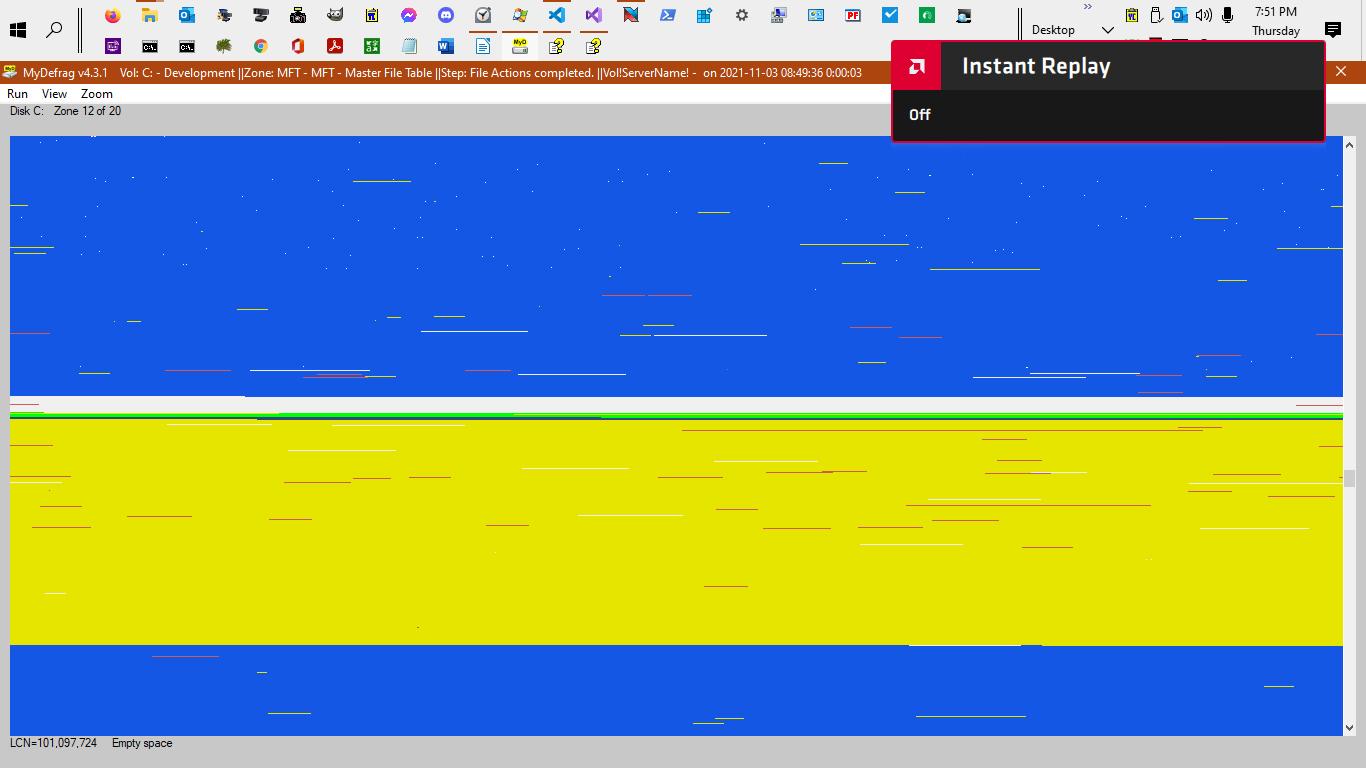 7:51 PM
Desktop
Thursday
MyDefrag v4.3.1 Vol: C: - Development ||Zone: MFT - MFT - Master File Table ||Step: File Actions completed. ||Vol!ServerName! - on 2021-11-03 08:49:36 0:00:03
Instant Replay
Off
Run View Zoom
Disk C: Zone 12 of 20
LCN=101,097,724 Empty space